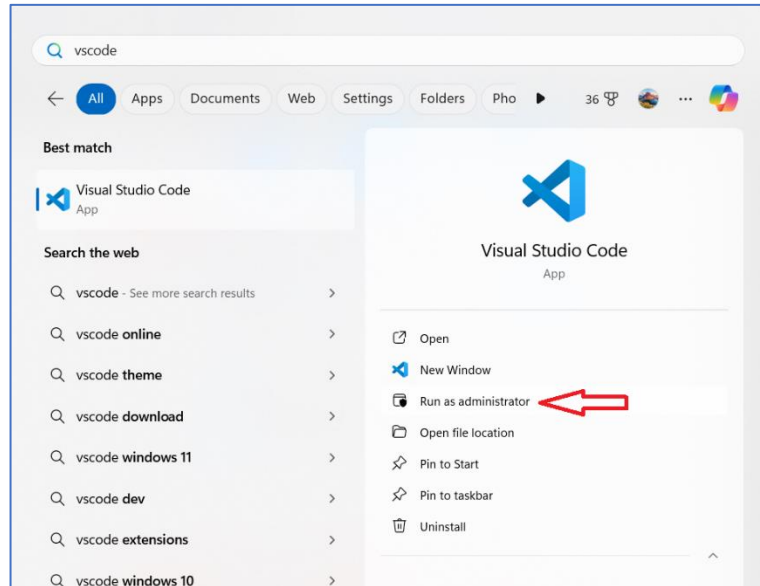 vscode
All Apps Documents Web Settings Folders Pho 36
Best match
Visual Studio Code
App
Search the web
vscode - See more search results
vscode online
vscode theme
vscode download
vscode windows 11
vscode dev
vscode extensions
vscode windows 10
Visual Studio Code
App
Open
New Window
Run as administrator
Open file location
Pin to Start
Pin to taskbar
Uninstall